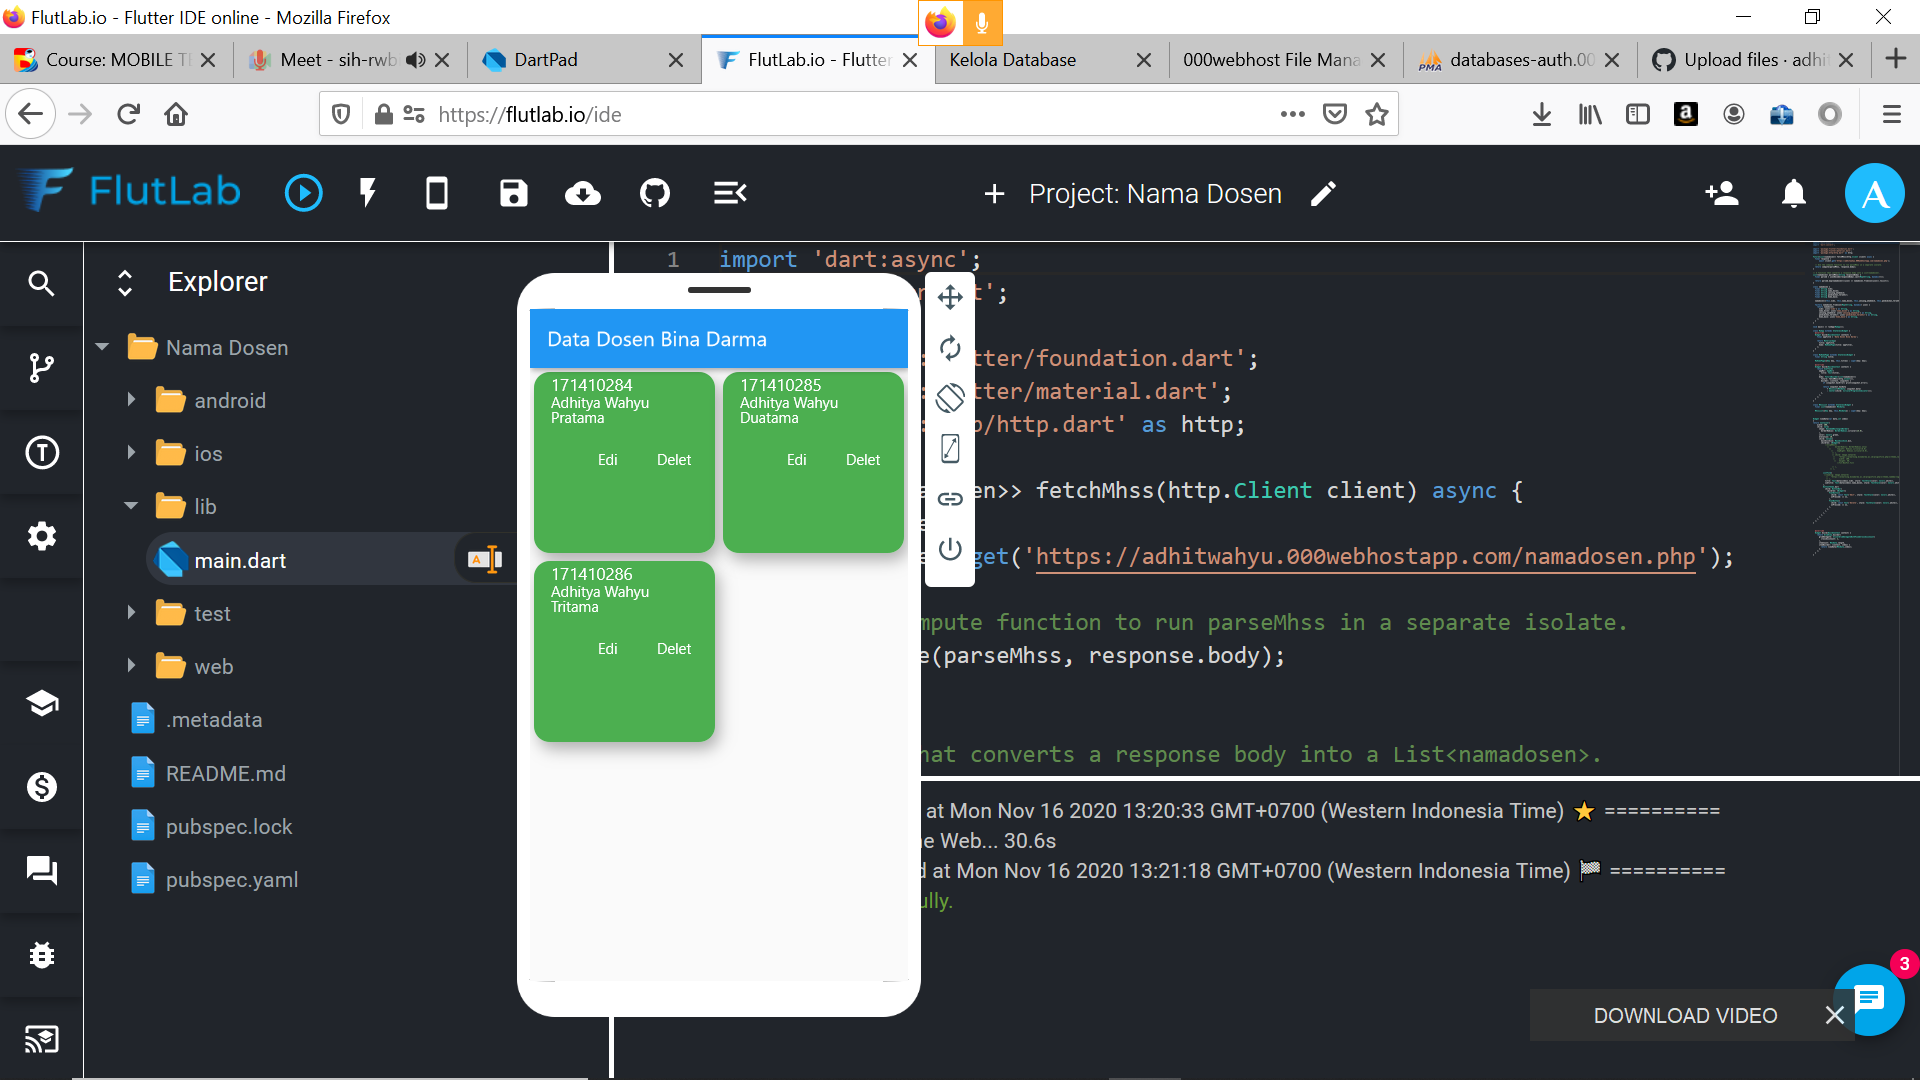 FlutLab.io - Flutter IDE online - Mozilla Firefox
Course: MOBILE T
Meet - sih-rwb
DartPad
FlutLab.io - Flutter
Kelola Database
000webhost File Mana
PMA
databases-auth.00
Upload files · adhit
https://flutlab.io/ide
FlutLab
Project: Nama Dosen
A
Explorer
Nama Dosen
android
ios
lib
main.dart
test
web
.metadata
README.md
pubspec.lock
pubspec.yaml
Data Dosen Bina Darma
171410284
Adhitya Wahyu
Pratama
Edi
Delet
171410285
Adhitya Wahyu
Duatama
Edi
Delet
171410286
Adhitya Wahyu
Tritama
Edi
Delet
1 import 'dart:async';
t';
tter/foundation.dart';
tter/material.dart';
/http.dart' as http;
en>> fetchMhss(http.Client client) async {
get('https://adhitwahyu.000webhostapp.com/namadosen.php');
mpute function to run parseMhss in a separate isolate.
e(parseMhss, response.body);
hat converts a response body into a List<namadosen>.
at Mon Nov 16 2020 13:20:33 GMT+0700 (Western Indonesia Time) ⭐ ==========
e Web... 30.6s
d at Mon Nov 16 2020 13:21:18 GMT+0700 (Western Indonesia Time) 🏁 ==========
ully.
3
DOWNLOAD VIDEO